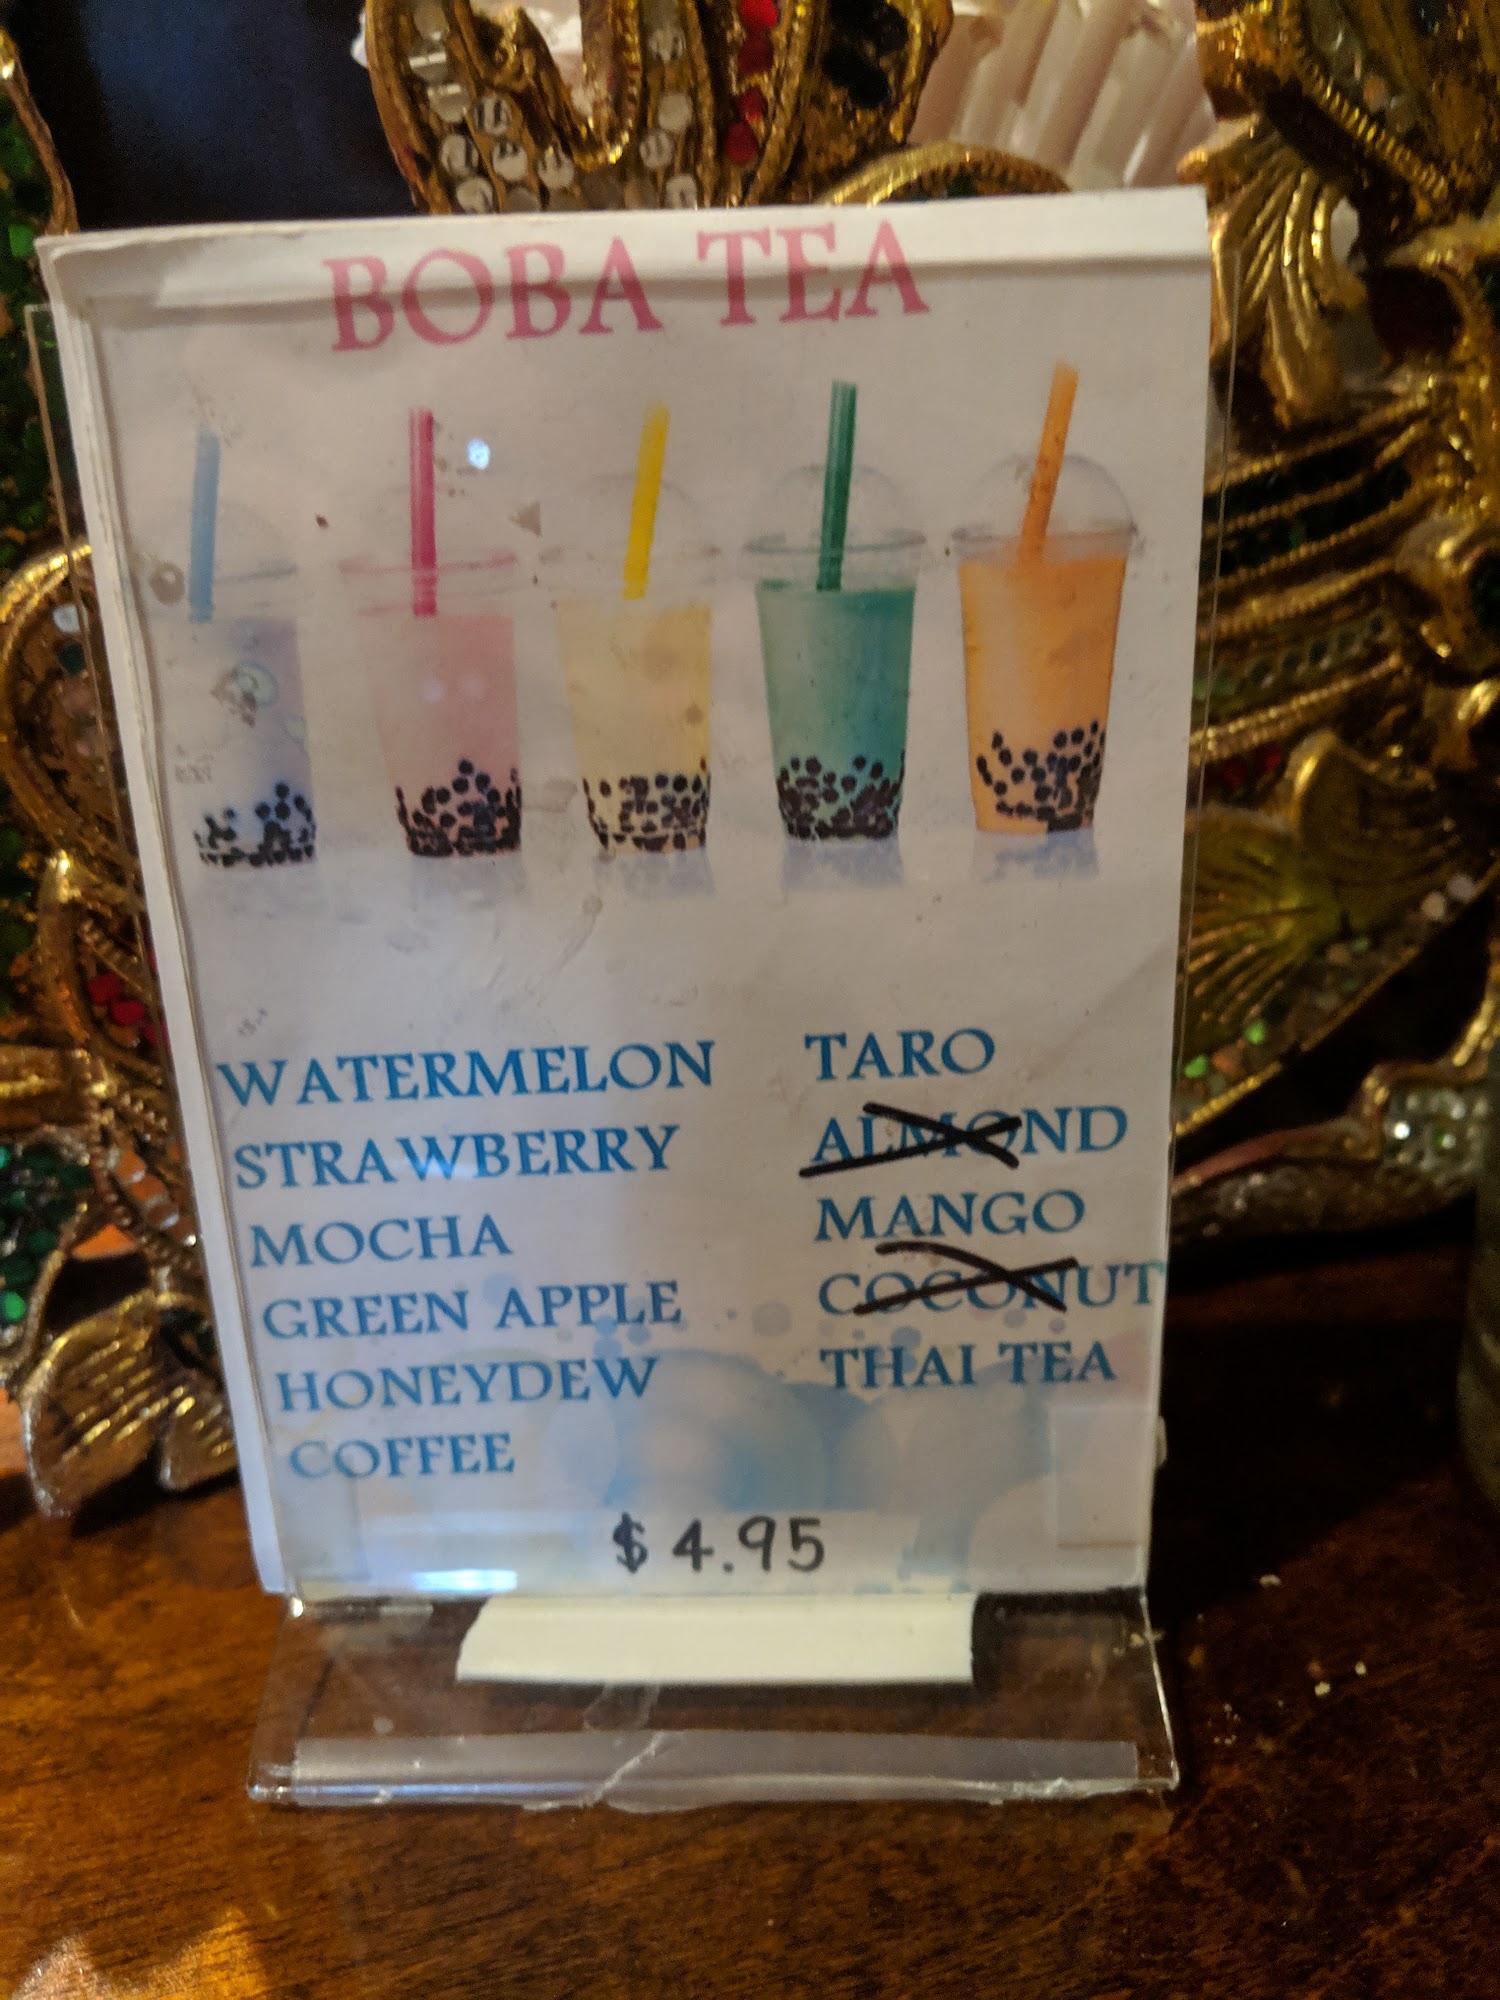 BOBA TEA
WATERMELON
STRAWBERRY
MOCHA
GREEN APPLE
HONEYDEW
COFFEE
TARO
ALMOND
MANGO
COCONUT
THAI TEA
$4.95